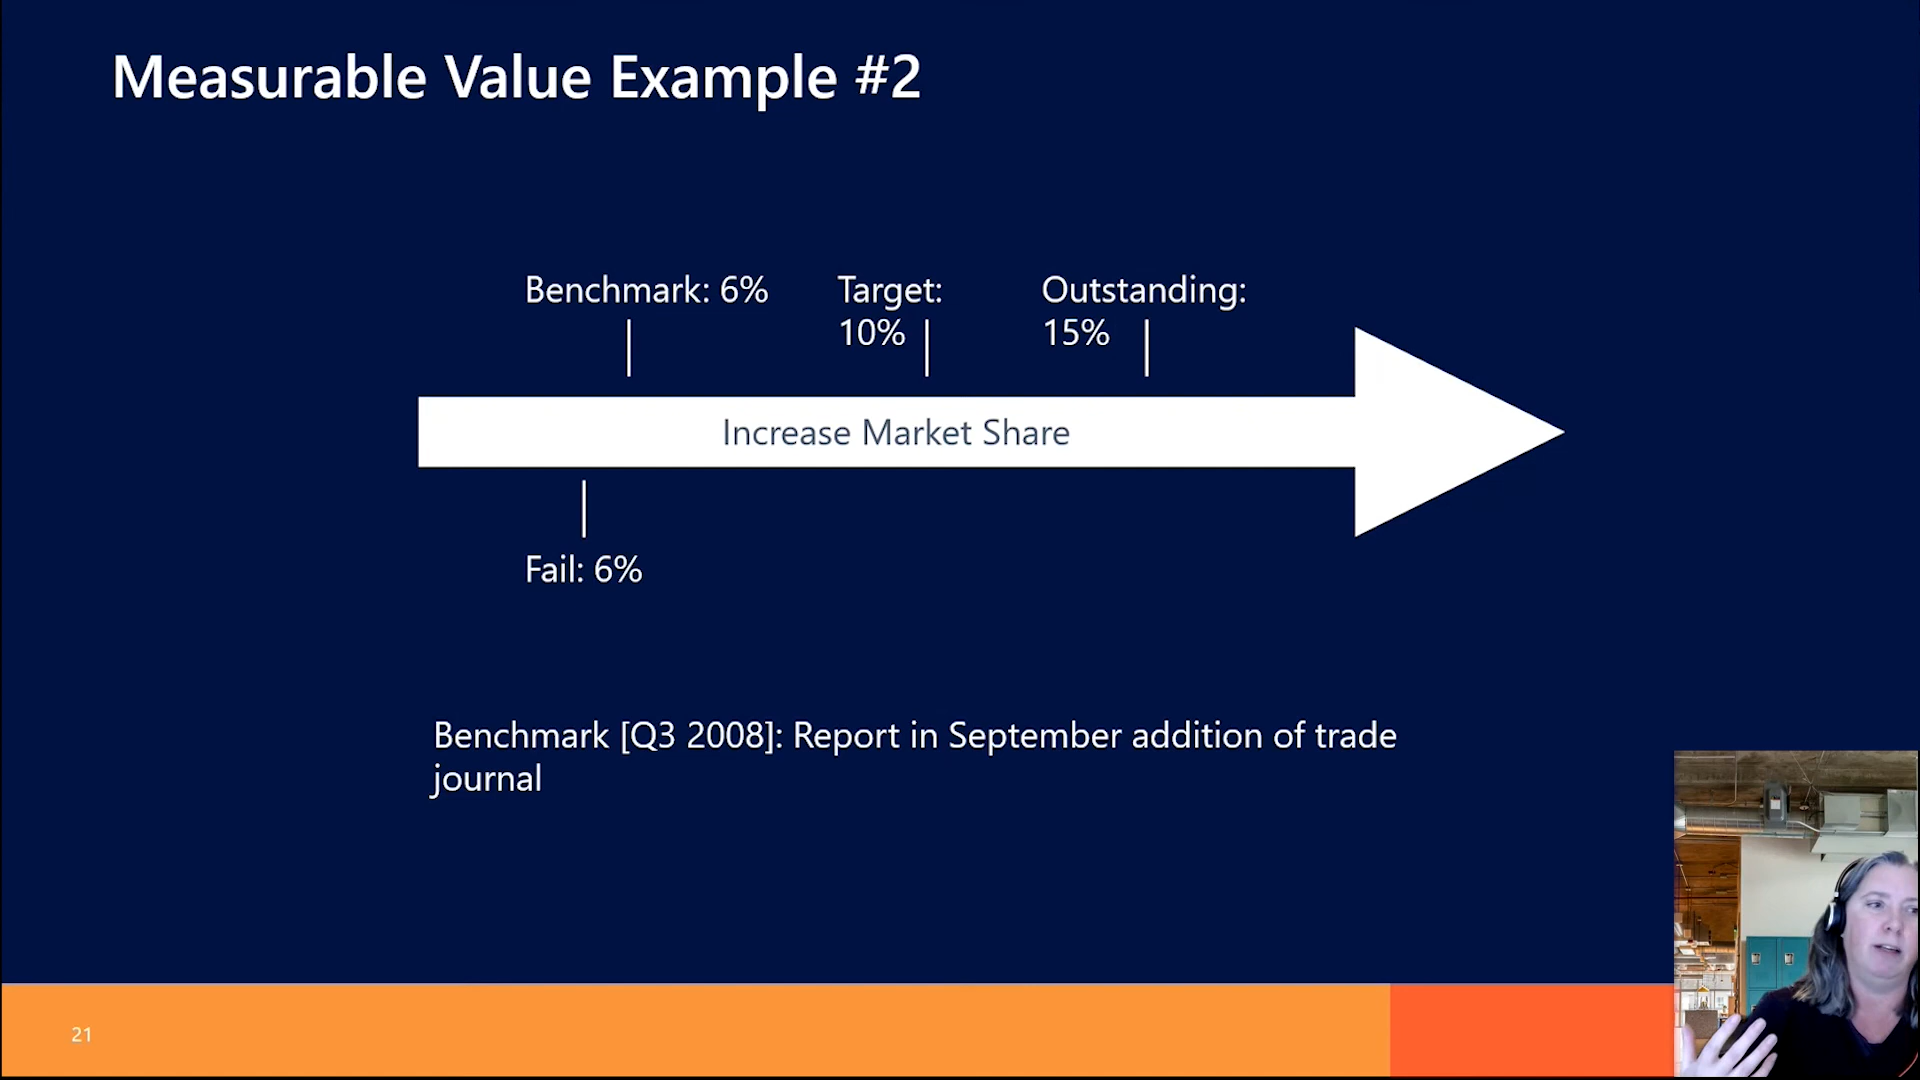 Measurable Value Example #2
Benchmark: 6%
Target:
10%
Outstanding:
15%
Increase Market Share
Fail: 6%
Benchmark [Q3 2008]: Report in September addition of trade
journal
21